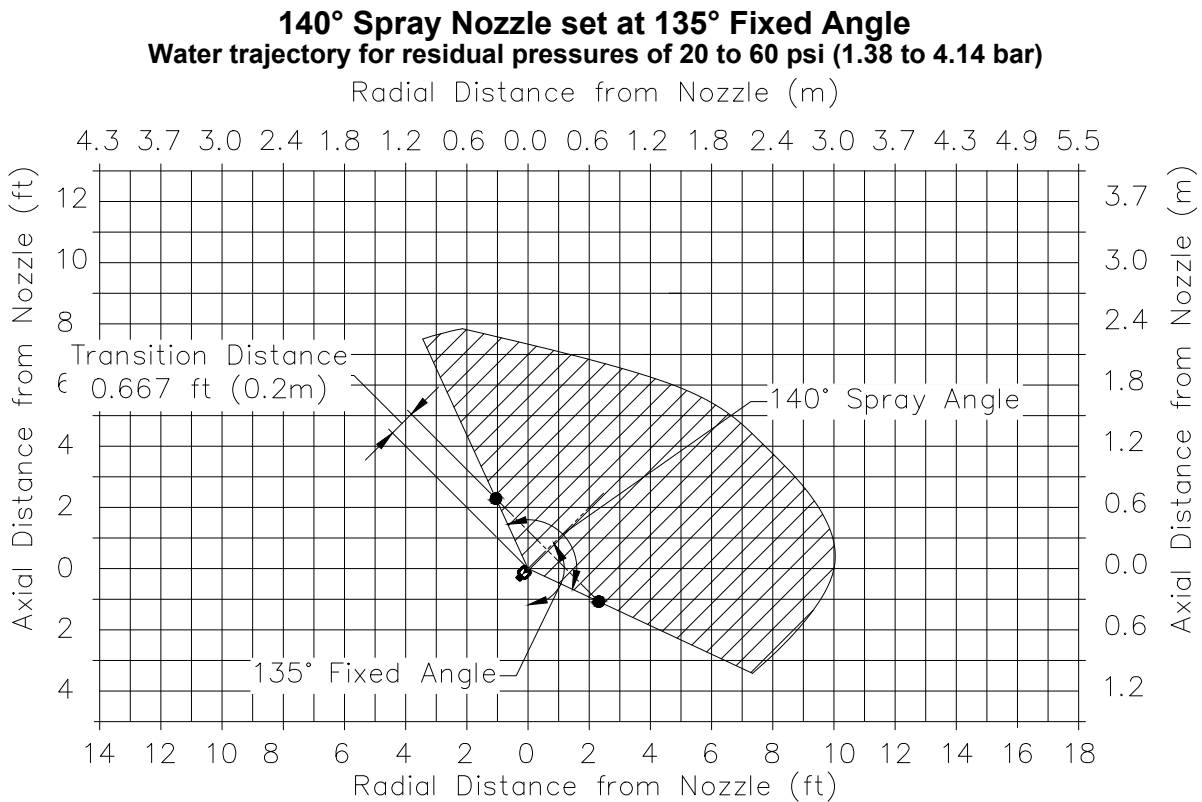 140° Spray Nozzle set at 135° Fixed Angle
Water trajectory for residual pressures of 20 to 60 psi (1.38 to 4.14 bar)
Radial Distance from Nozzle (m)
4.3 3.7 3.0 2.4 1.8 1.2 0.6 0.0 0.6 1.2 1.8 2.4 3.0 3.7 4.3 4.9 5.5
Axial Distance from Nozzle (ft)
12
10
8
6
4
2
0
2
4
Transition Distance
0.667 ft (0.2m)
140° Spray Angle
135° Fixed Angle
3.7
3.0
2.4
1.8
1.2
0.6
0.0
0.6
1.2
Axial Distance from Nozzle (m)
14 12 10 8 6 4 2 0 2 4 6 8 10 12 14 16 18
Radial Distance from Nozzle (ft)